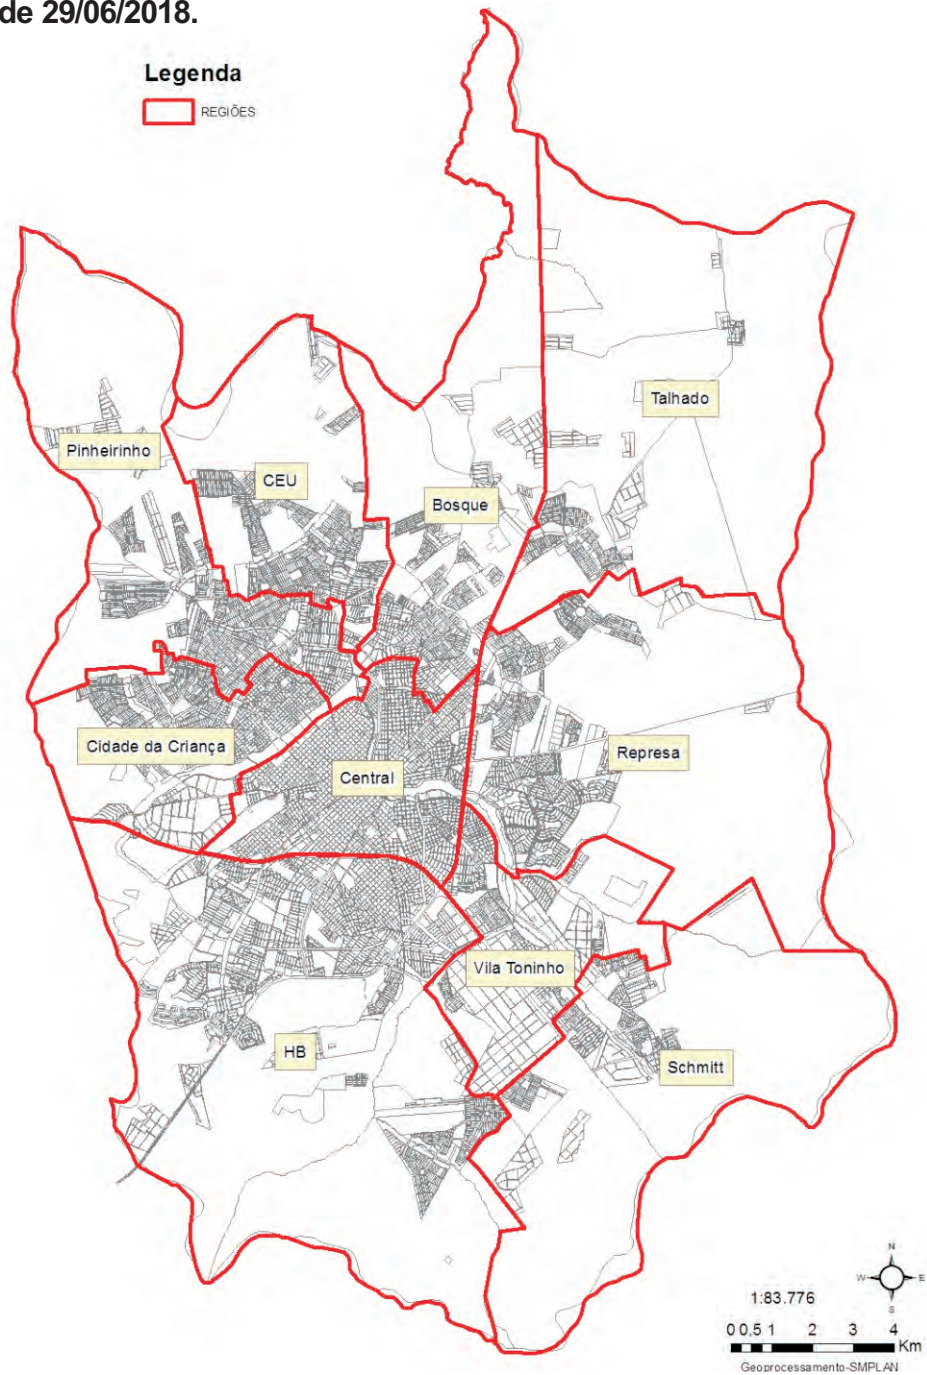 de 29/06/2018.
Legenda
REGIÕES
Talhado
Pinheirinho
CEU
Bosque
Cidade da Criança
Represa
Central
Vila Toninho
HB
Schmitt
N
W
E
S
1:83.776
0 0,5 1 2 3 4
Km
Geoprocessamento-SMPLAN